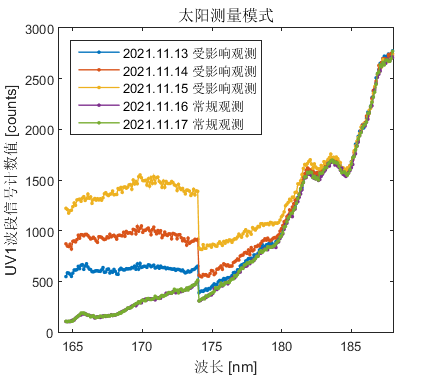 太阳测量模式
3000
2500
2000
1500
1000
500
0
UV1波段信号计数值 [counts]
2021.11.13 受影响观测
2021.11.14 受影响观测
2021.11.15 受影响观测
2021.11.16 常规观测
2021.11.17 常规观测
165 170 175 180 185
波长 [nm]